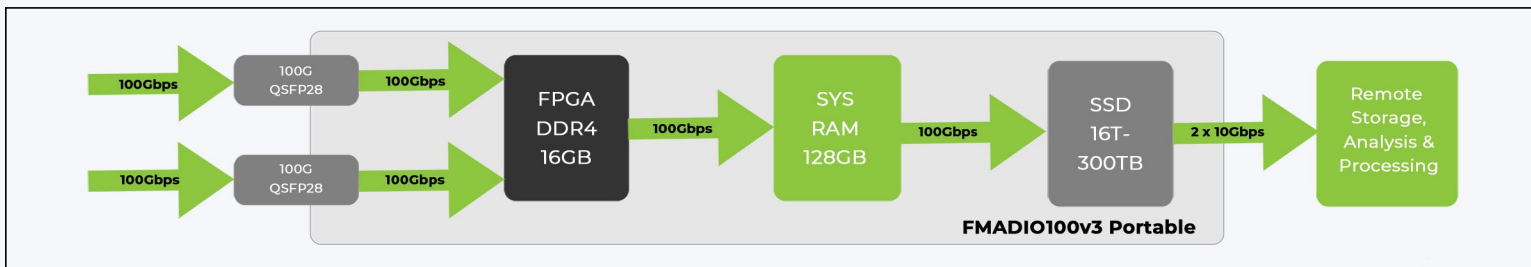 100Gbps
100G
QSFP28
100Gbps
FPGA
DDR4
16GB
100Gbps
SYS
RAM
128GB
100Gbps
SSD
16T-
300TB
2 x 10Gbps
Remote
Storage,
Analysis &
Processing
100Gbps
100G
QSFP28
100Gbps
FMADIO100v3 Portable